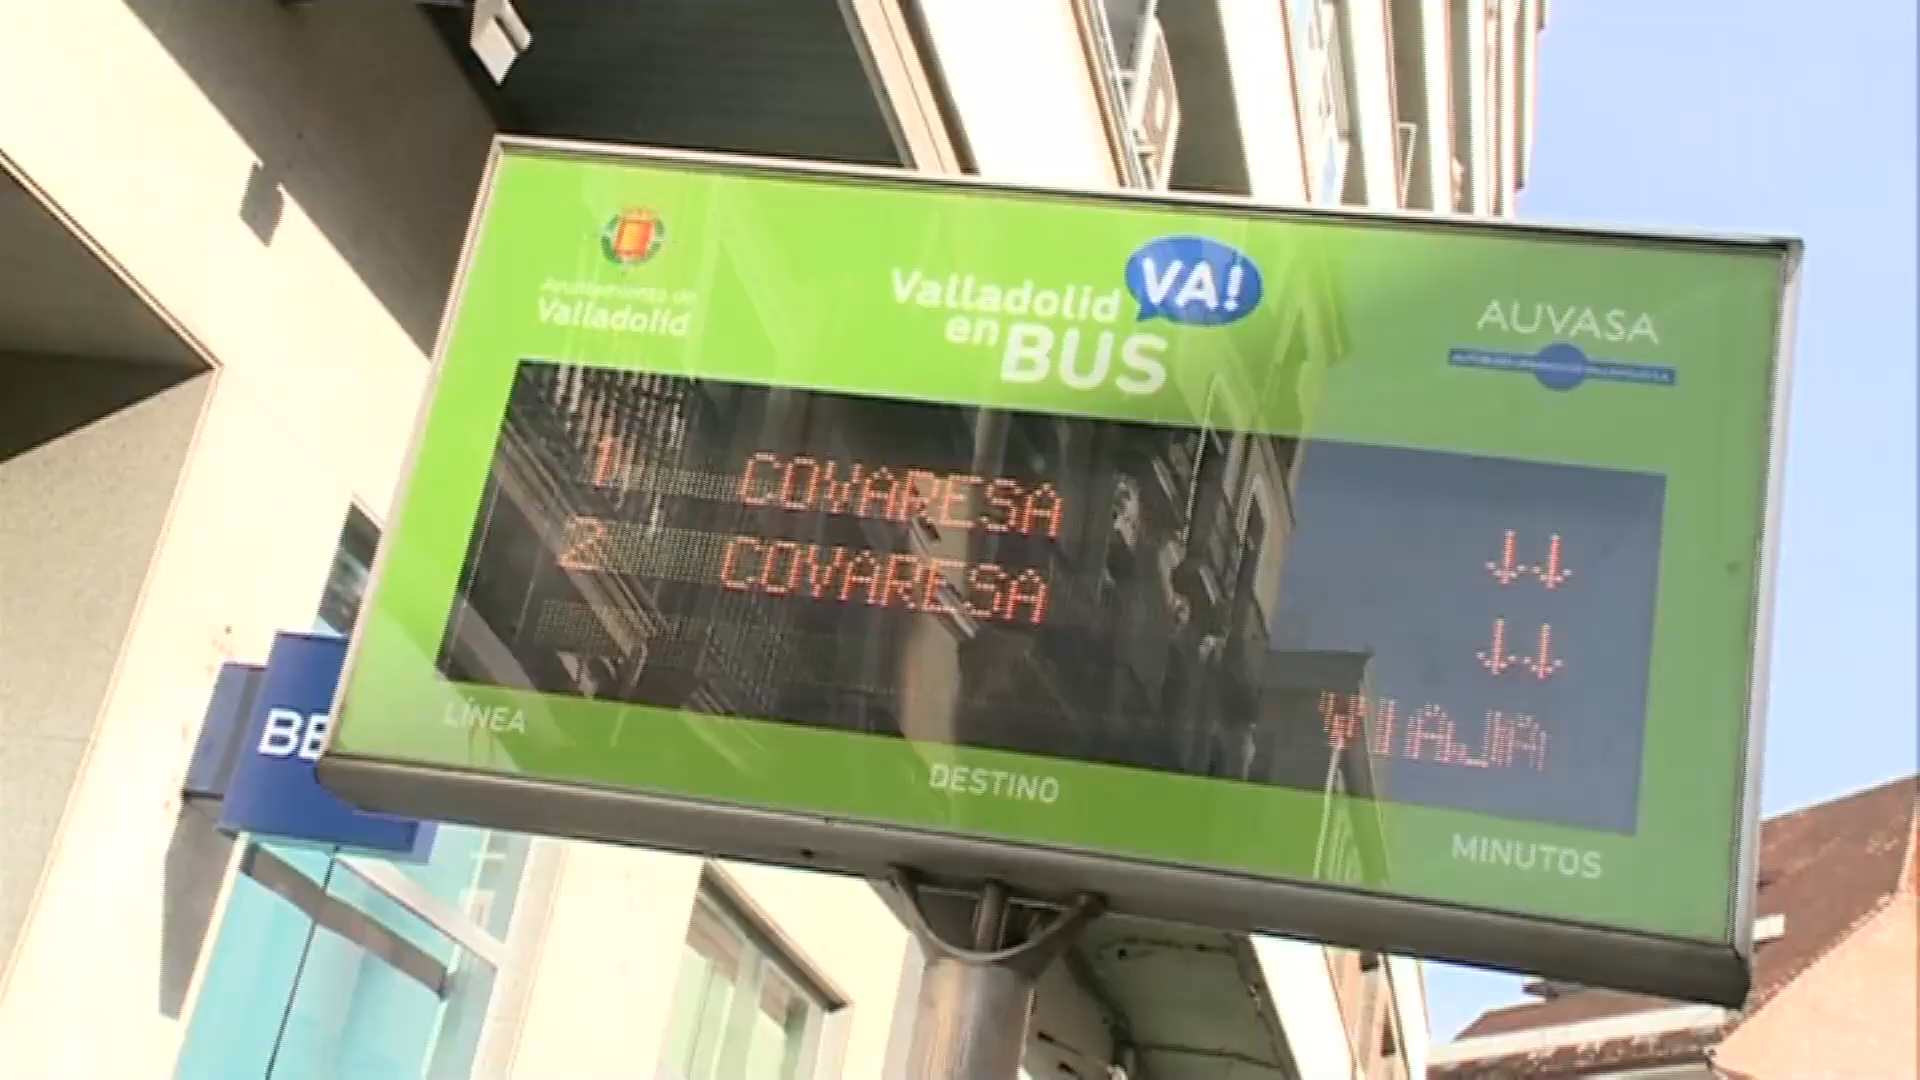 Ayuntamiento de
Valladolid
Valladolid VA!
en BUS
AUVASA
1 COVARESA ↓↓
2 COVARESA ↓↓
VIAJA
LÍNEA
DESTINO
MINUTOS
BB